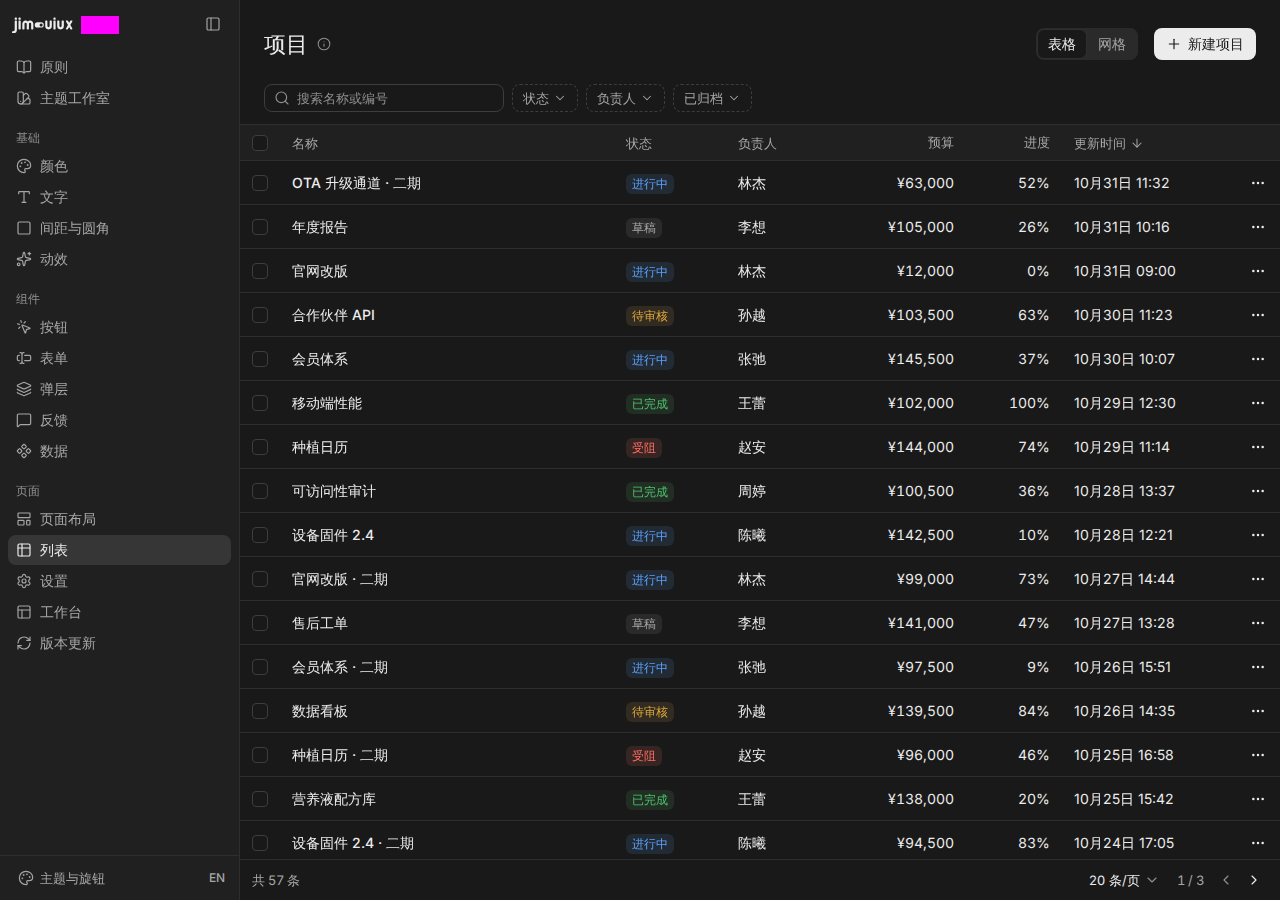 jimouiux
原则
主题工作室
基础
颜色
文字
间距与圆角
动效
组件
按钮
表单
弹层
反馈
数据
页面
页面布局
列表
设置
工作台
版本更新
主题与旋钮 EN
项目
表格 网格 新建项目
搜索名称或编号 状态 负责人 已归档
名称 状态 负责人 预算 进度 更新时间
OTA 升级通道 · 二期 进行中 林杰 ¥63,000 52% 10月31日 11:32
年度报告 草稿 李想 ¥105,000 26% 10月31日 10:16
官网改版 进行中 林杰 ¥12,000 0% 10月31日 09:00
合作伙伴 API 待审核 孙越 ¥103,500 63% 10月30日 11:23
会员体系 进行中 张弛 ¥145,500 37% 10月30日 10:07
移动端性能 已完成 王蕾 ¥102,000 100% 10月29日 12:30
种植日历 受阻 赵安 ¥144,000 74% 10月29日 11:14
可访问性审计 已完成 周婷 ¥100,500 36% 10月28日 13:37
设备固件 2.4 进行中 陈曦 ¥142,500 10% 10月28日 12:21
官网改版 · 二期 进行中 林杰 ¥99,000 73% 10月27日 14:44
售后工单 草稿 李想 ¥141,000 47% 10月27日 13:28
会员体系 · 二期 进行中 张弛 ¥97,500 9% 10月26日 15:51
数据看板 待审核 孙越 ¥139,500 84% 10月26日 14:35
种植日历 · 二期 受阻 赵安 ¥96,000 46% 10月25日 16:58
营养液配方库 已完成 王蕾 ¥138,000 20% 10月25日 15:42
设备固件 2.4 · 二期 进行中 陈曦 ¥94,500 83% 10月24日 17:05
共 57 条 20 条/页 1 / 3